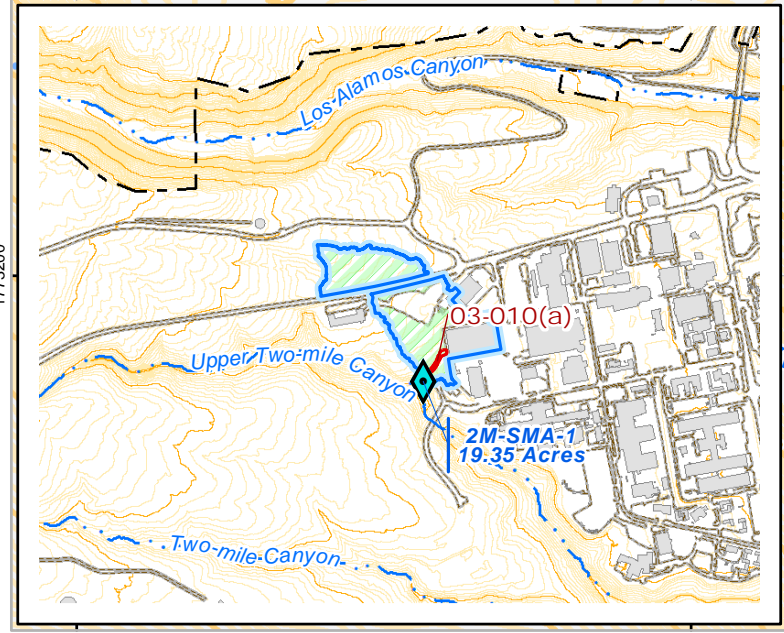 Los Alamos Canyon
03-010(a)
Upper Two-mile Canyon
2M-SMA-1
19.35 Acres
Two-mile Canyon